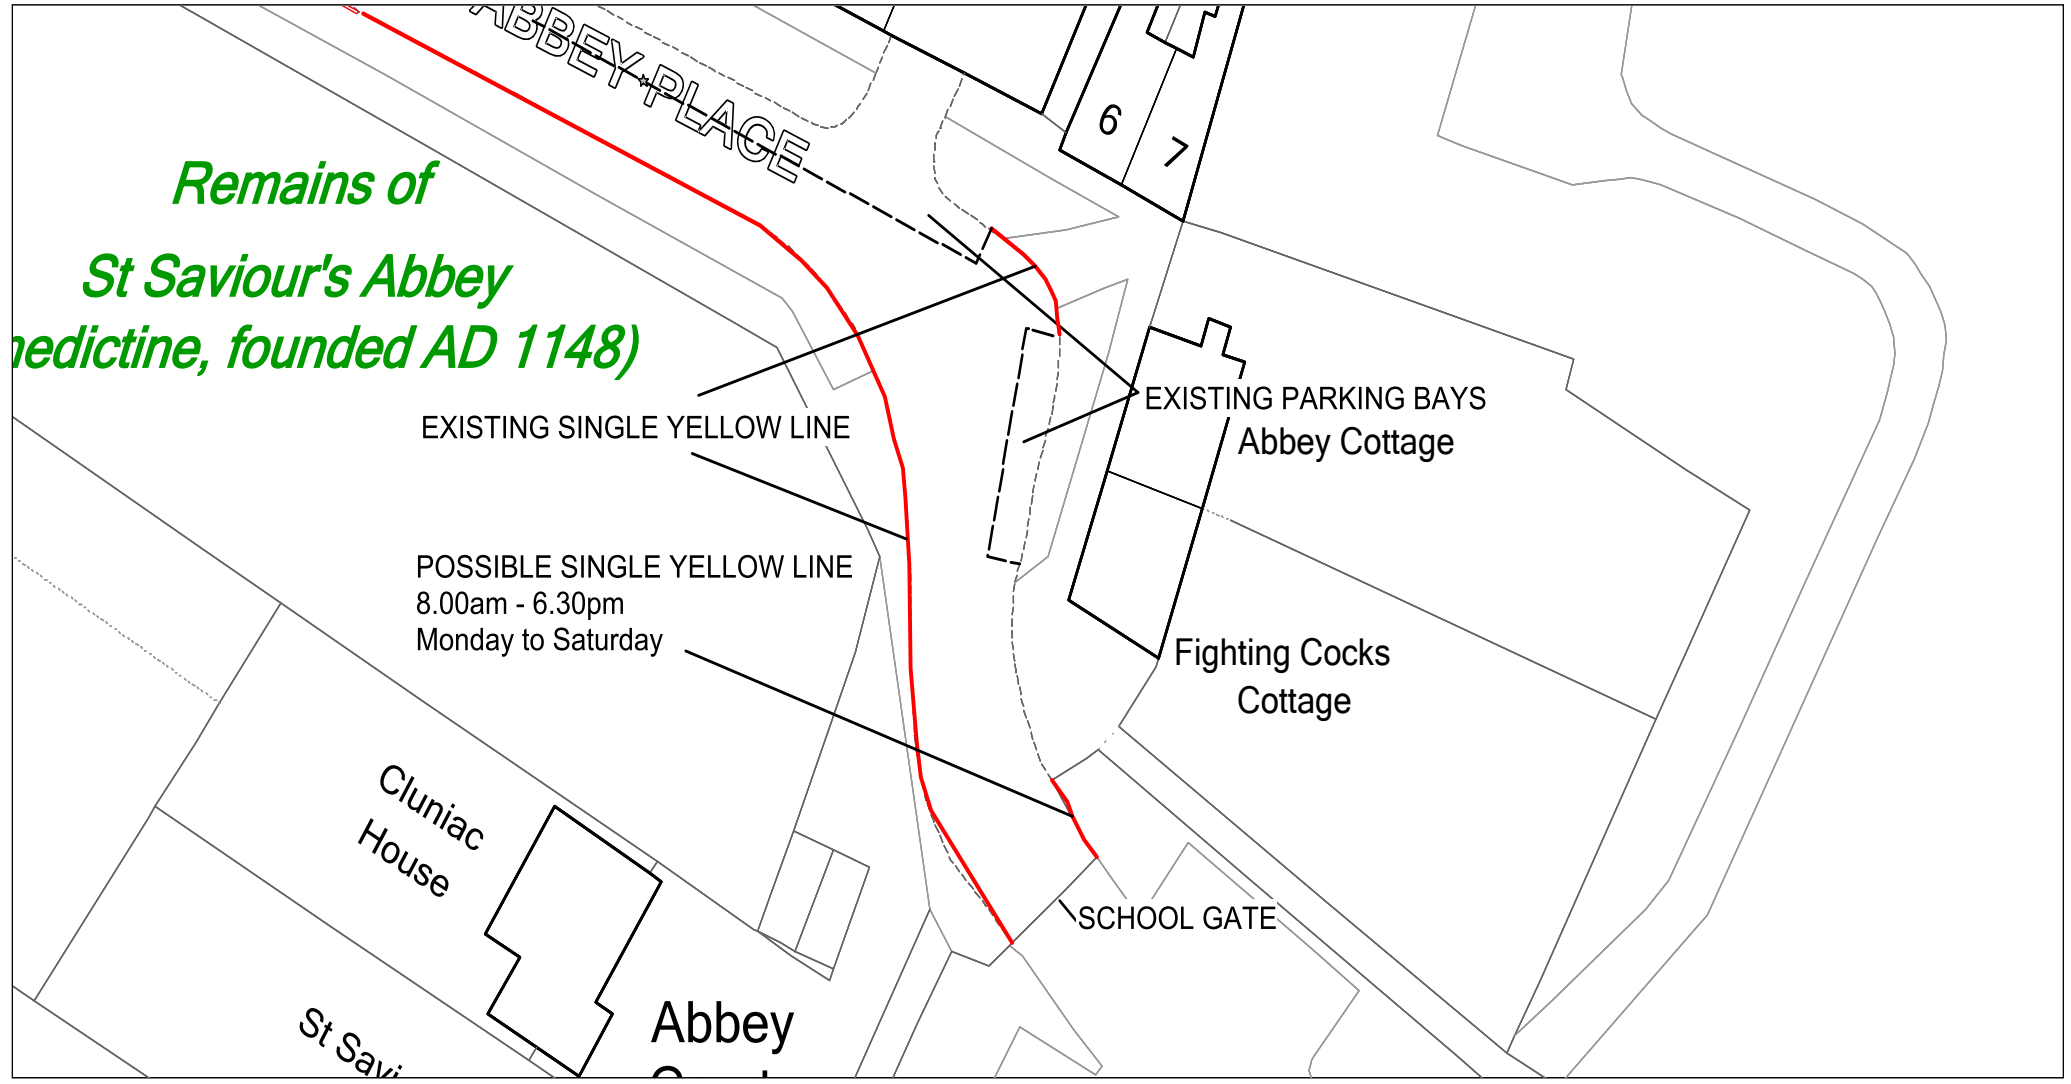 ABBEY PLACE
6
7
Remains of
St Saviour's Abbey
nedictine, founded AD 1148)
EXISTING SINGLE YELLOW LINE
EXISTING PARKING BAYS
Abbey Cottage
POSSIBLE SINGLE YELLOW LINE
8.00am - 6.30pm
Monday to Saturday
Fighting Cocks
Cottage
Cluniac
House
SCHOOL GATE
St Savi
Abbey